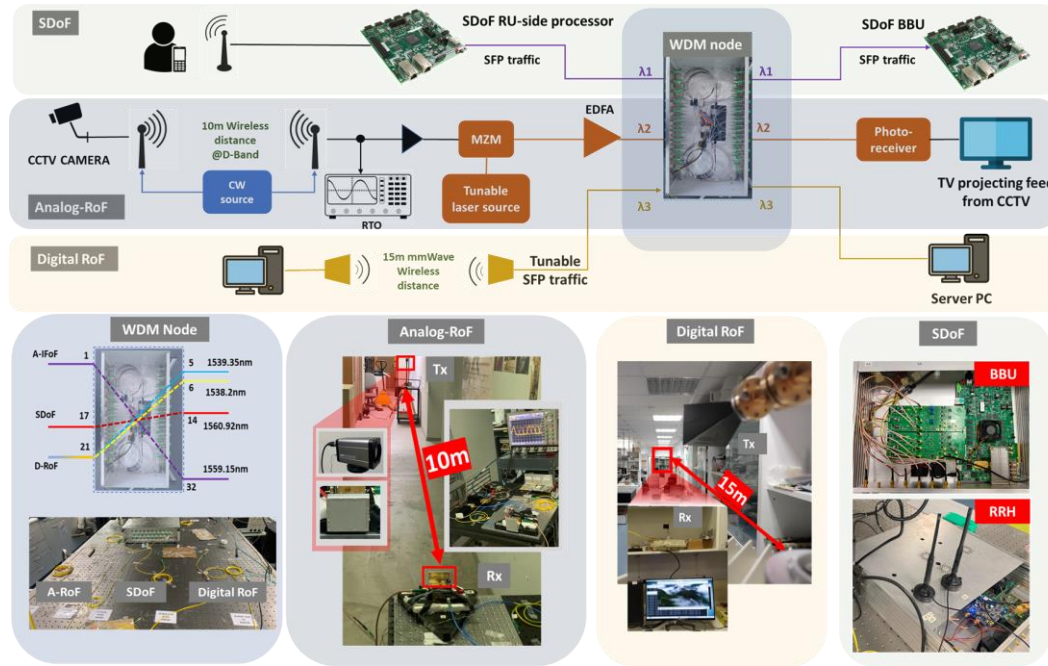 SDoF
SDoF RU-side processor
SFP traffic
WDM node
SDoF BBU
SFP traffic
λ1
λ1
CCTV CAMERA
10m Wireless
distance
@D-Band
CW
source
RTO
MZM
Tunable
laser source
EDFA
λ2
λ2
Photo-
receiver
TV projecting feed
from CCTV
Analog-RoF
λ3
λ3
Digital RoF
15m mmWave
Wireless
distance
Tunable
SFP traffic
Server PC
WDM Node
A-IFoF
1
5
1539.35nm
6
1538.2nm
SDoF
17
14
1560.92nm
21
D-RoF
1559.15nm
32
A-RoF
SDoF
Digital RoF
Analog-RoF
Tx
10m
Rx
Digital RoF
Tx
15m
Rx
SDoF
BBU
RRH